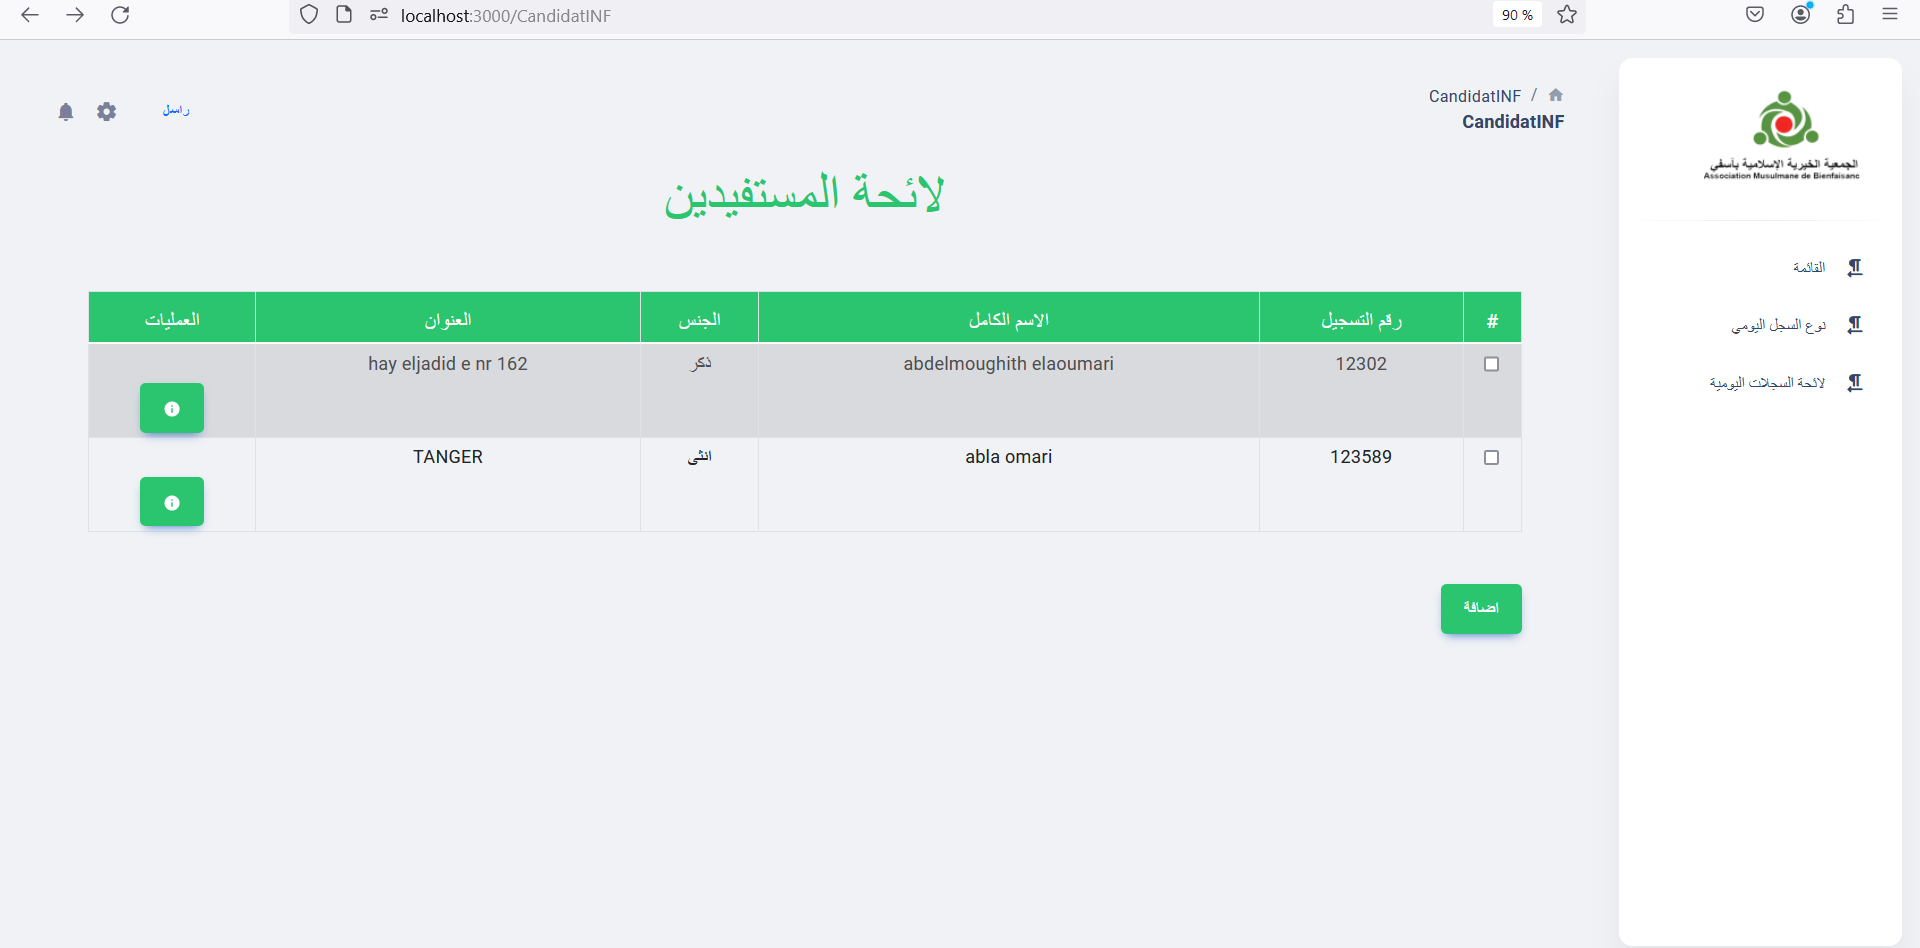 localhost:3000/CandidatINF
90 %
CandidatINF /
CandidatINF
راسل
الجمعية الخيرية الإسلامية بآسفي
Association Musulmane de Bienfaisanc
القائمة
نوع السجل اليومي
لائحة السجلات اليومية
لائحة المستفيدين
# رقم التسجيل الاسم الكامل الجنس العنوان العمليات
12302 abdelmoughith elaoumari ذكر hay eljadid e nr 162
123589 abla omari انثى TANGER
اضافة